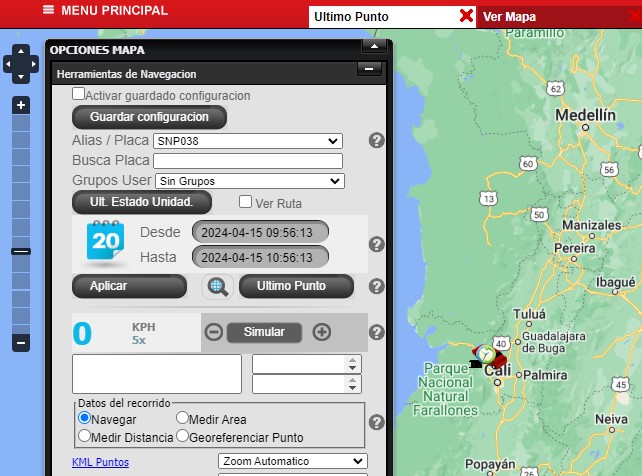 MENU PRINCIPAL
Ultimo Punto
Ver Mapa
OPCIONES MAPA
Herramientas de Navegacion
Activar guardado configuracion
Guardar configuracion
Alias / Placa SNP038
Busca Placa
Grupos User Sin Grupos
Ult. Estado Unidad. Ver Ruta
20
Desde 2024-04-15 09:56:13
Hasta 2024-04-15 10:56:13
Aplicar Ultimo Punto
0 KPH
5x
Simular
Datos del recorrido
Navegar Medir Area
Medir Distancia Georeferenciar Punto
KML Puntos Zoom Automatico
Paramillo
62
Medellín
60
13
50
Manizales
Pereira
Ibagué
Tuluá
40
Guadalajara
de Buga
Cali
Palmira
Parque
Nacional
Natural
Farallones
Neiva
Popayán